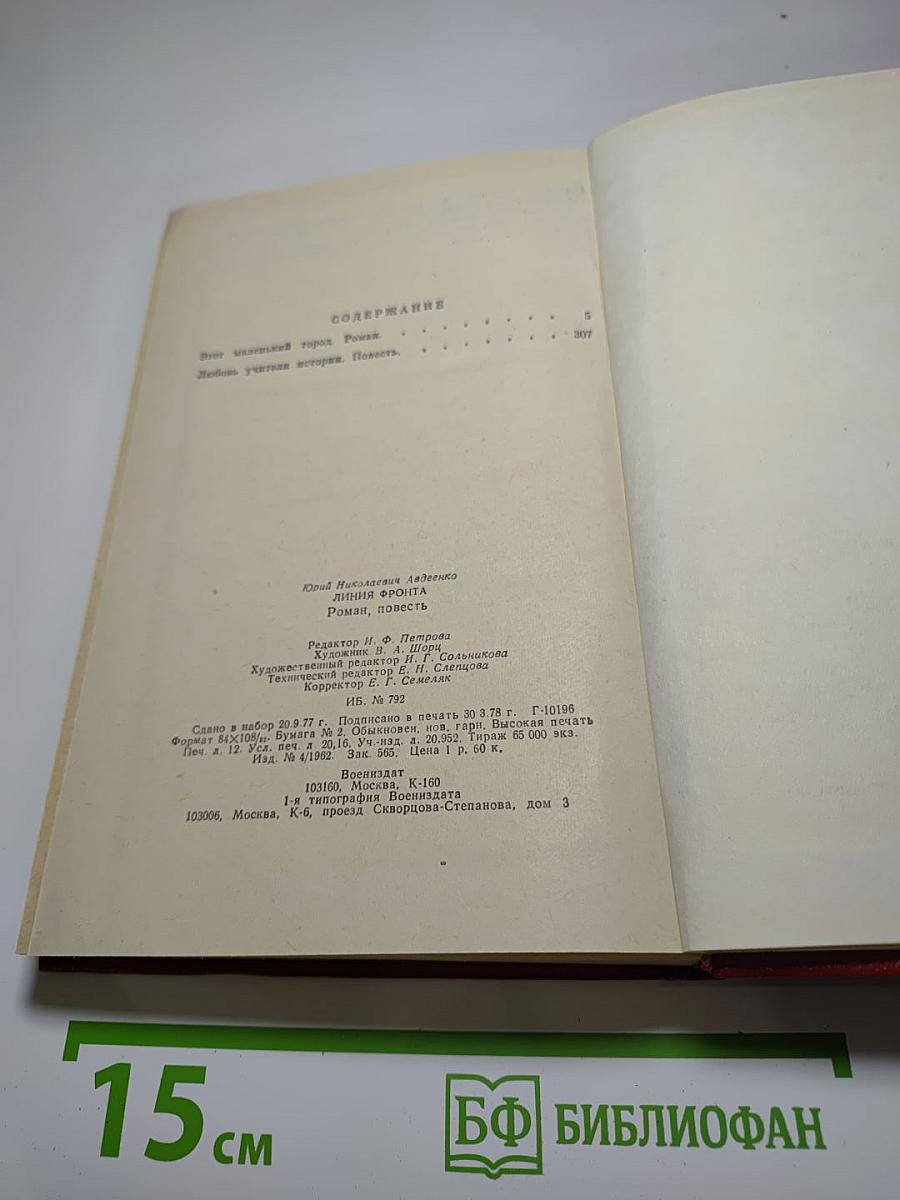 СОДЕРЖАНИЕ
Этот маленький город. Роман. . . . . . . . 5
Любовь учителя истории. Повесть. . . . . . . . 307
Юрий Николаевич Авдеенко
ЛИНИЯ ФРОНТА
Роман, повесть
Редактор И. Ф. Петрова
Художник В. А. Шорц
Художественный редактор И. Г. Сольникова
Технический редактор Е. Н. Слепцова
Корректор Е. Г. Семеляк
ИБ. № 792
Сдано в набор 20.9.77 г. Подписано в печать 30 3.78 г. Г-10196
Формат 84×108/32. Бумага № 2. Обыкновен. нов. гарн. Высокая печать
Печ. л. 12. Усл. печ. л 20,16. Уч.-изд. л. 20,952. Тираж 65 000 экз.
Изд. № 4/1962. Зак. 565. Цена 1 р. 60 к.
Воениздат
103160, Москва, К-160
1-я типография Воениздата
103006, Москва, К-6, проезд Скворцова-Степанова, дом 3
15 см
БФ БИБЛИОФАН